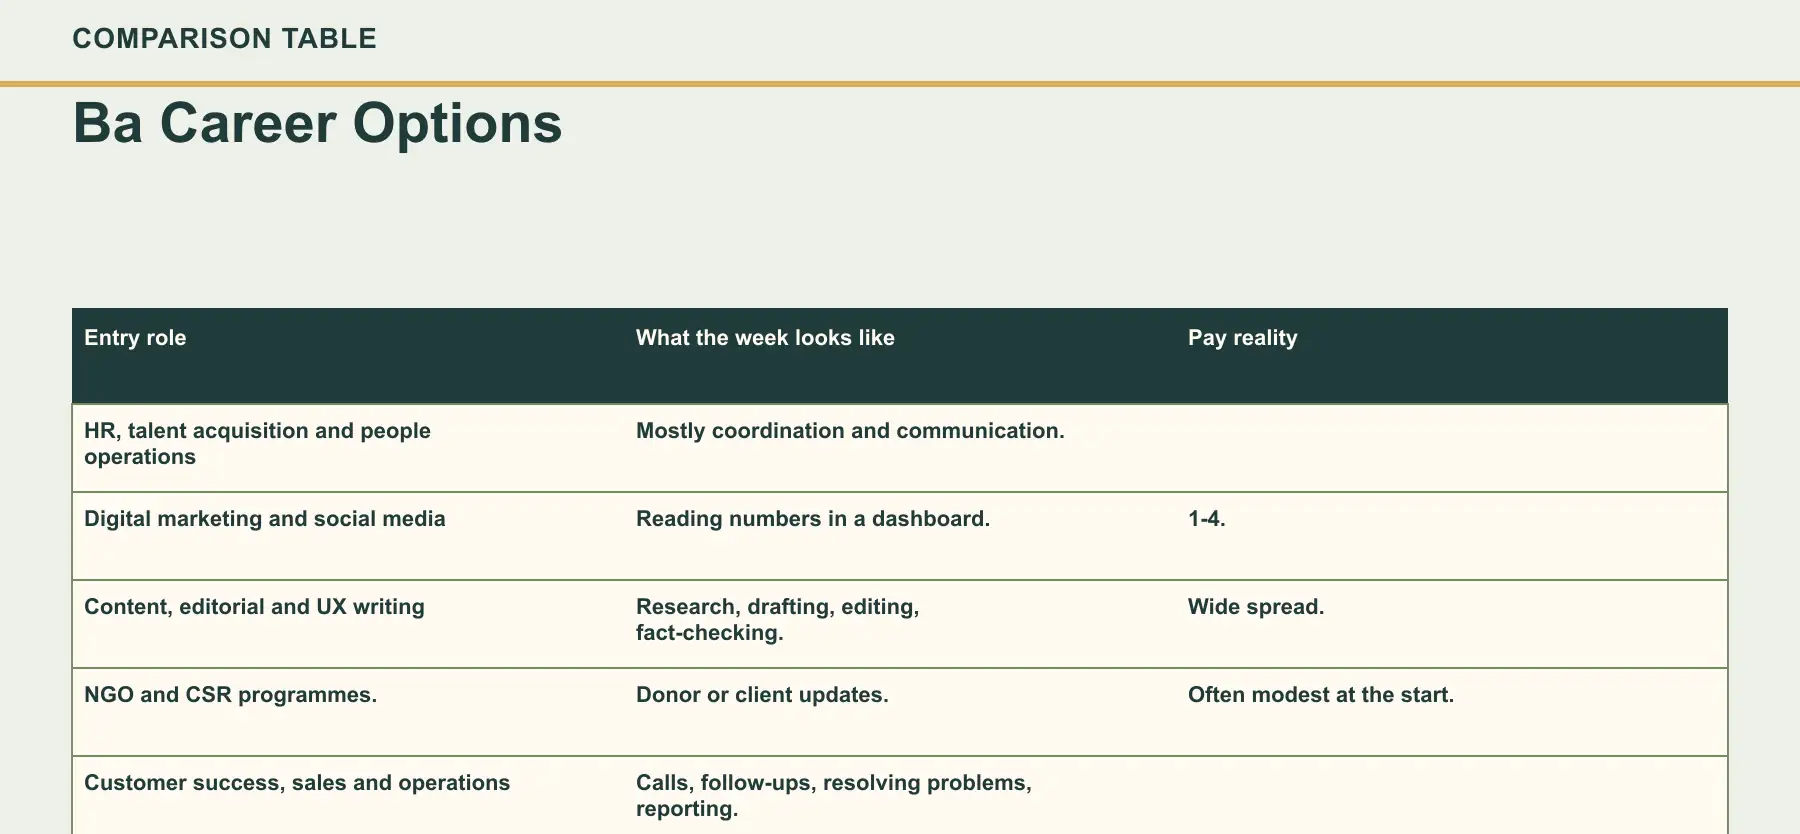 COMPARISON TABLE
Ba Career Options
Entry role
What the week looks like
Pay reality
HR, talent acquisition and people
operations
Mostly coordination and communication.
Digital marketing and social media
Reading numbers in a dashboard.
1-4.
Content, editorial and UX writing
Research, drafting, editing,
fact-checking.
Wide spread.
NGO and CSR programmes.
Donor or client updates.
Often modest at the start.
Customer success, sales and operations
Calls, follow-ups, resolving problems,
reporting.